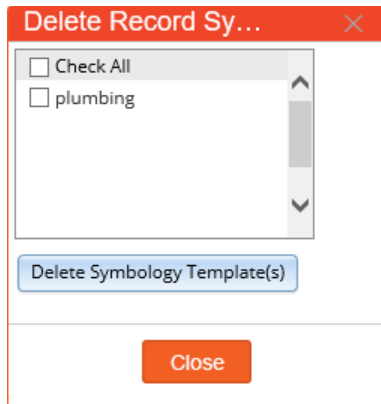 Delete Record Sy...
Check All
plumbing
Delete Symbology Template(s)
Close